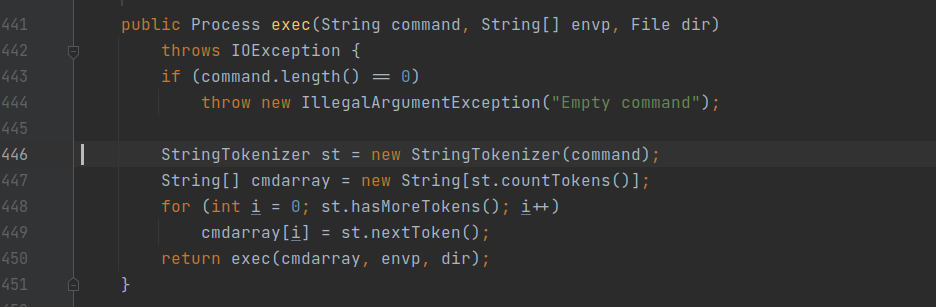 441 public Process exec(String command, String[] envp, File dir)
442 throws IOException {
443 if (command.length() == 0)
444 throw new IllegalArgumentException("Empty command");
445
446 StringTokenizer st = new StringTokenizer(command);
447 String[] cmdarray = new String[st.countTokens()];
448 for (int i = 0; st.hasMoreTokens(); i++)
449 cmdarray[i] = st.nextToken();
450 return exec(cmdarray, envp, dir);
451 }